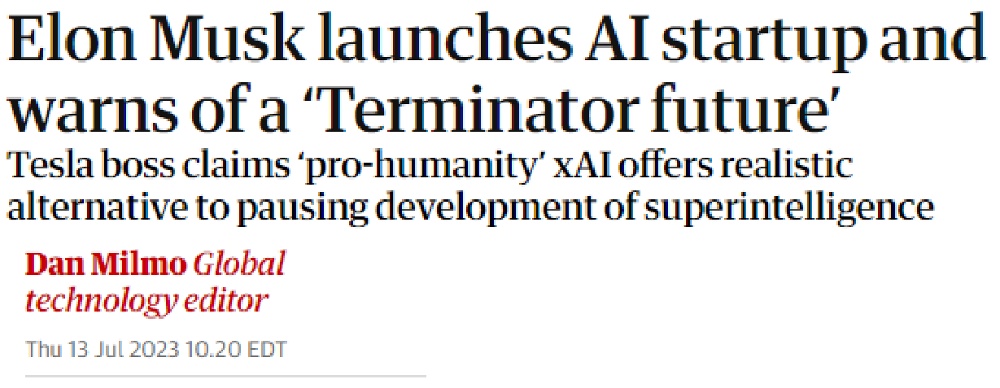 Elon Musk launches AI startup and
warns of a ‘Terminator future’
Tesla boss claims ‘pro-humanity’ xAI offers realistic
alternative to pausing development of superintelligence
Dan Milmo Global
technology editor
Thu 13 Jul 2023 10.20 EDT